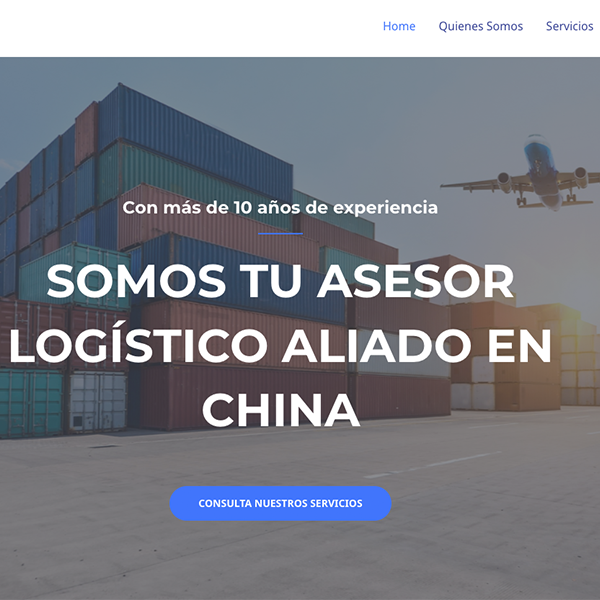 Home Quienes Somos Servicios
Con más de 10 años de experiencia
SOMOS TU ASESOR
LOGÍSTICO ALIADO EN
CHINA
CONSULTA NUESTROS SERVICIOS